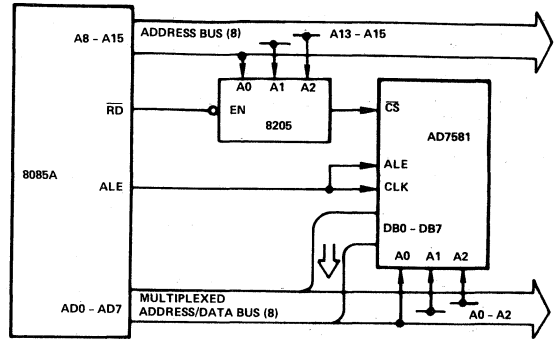 A8 – A15
ADDRESS BUS (8)
A13 – A15
A0 A1 A2
RD
EN
8205
CS
AD7581
ALE
8085A
ALE
CLK
DB0 – DB7
A0 A1 A2
AD0 – AD7
MULTIPLEXED
ADDRESS/DATA BUS (8)
A0 – A2